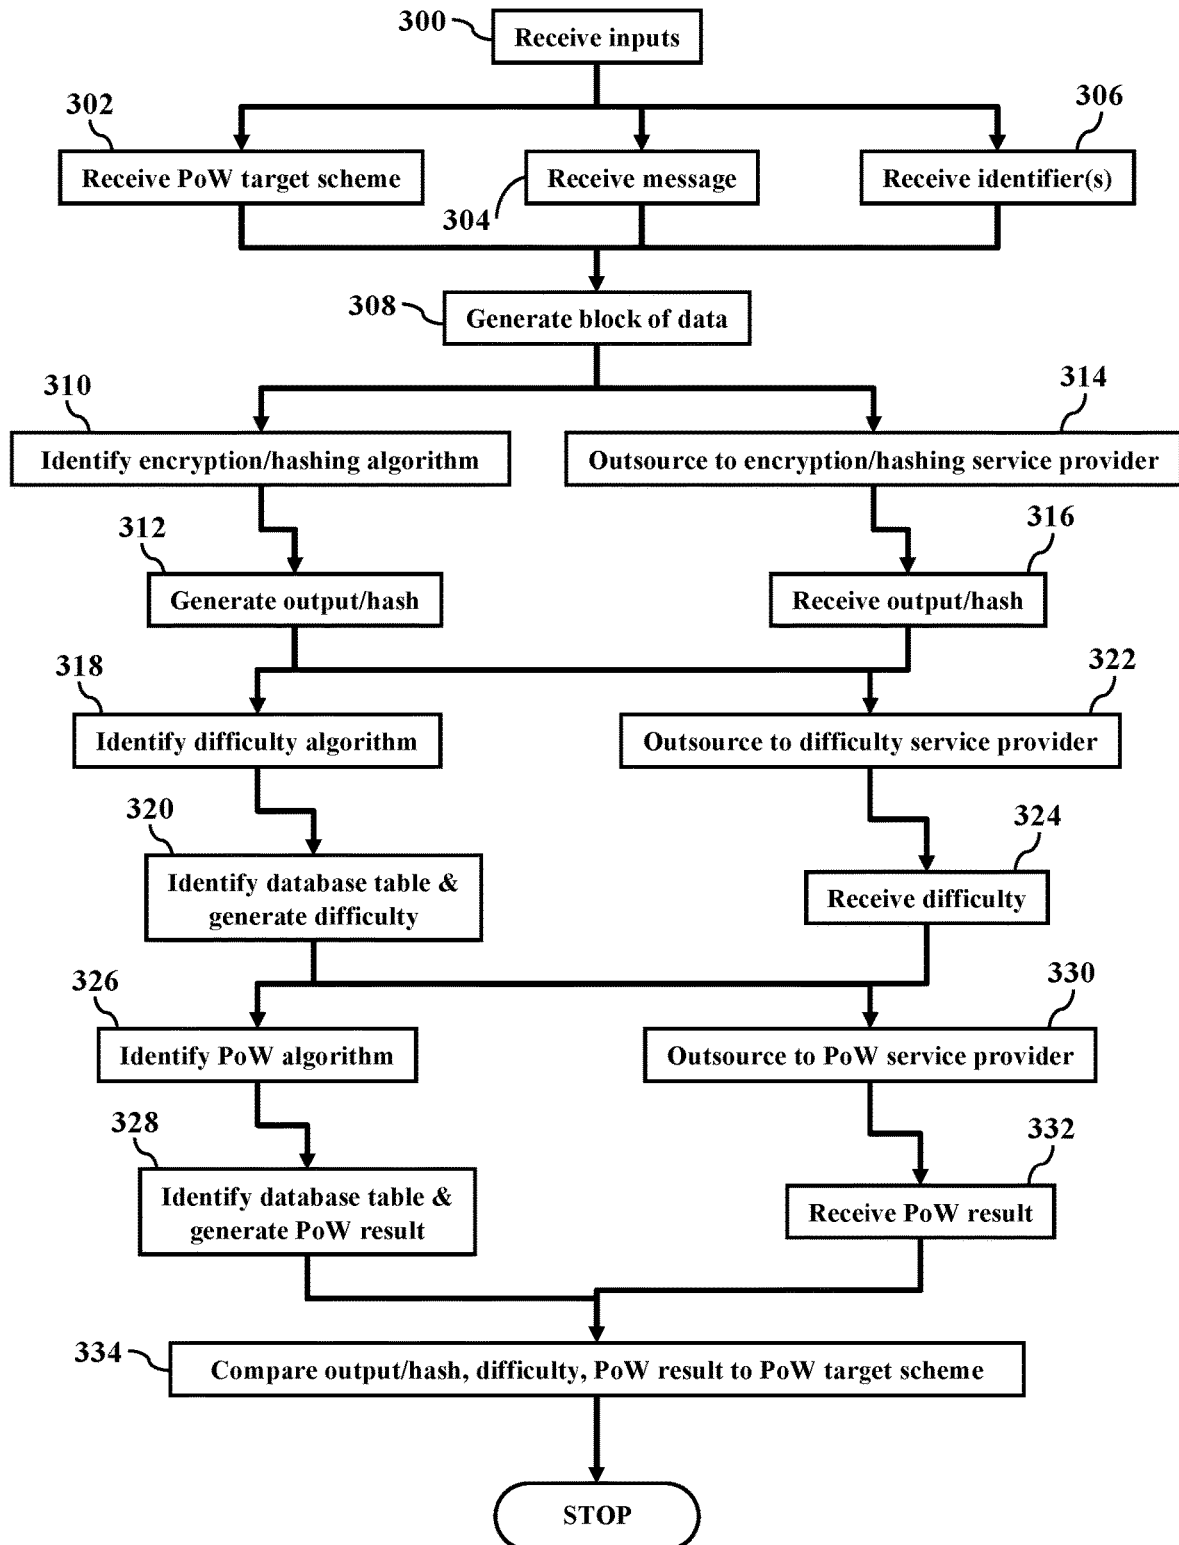 300
Receive inputs
302
306
Receive PoW target scheme
Receive message
Receive identifier(s)
304
308
Generate block of data
310
314
Identify encryption/hashing algorithm
Outsource to encryption/hashing service provider
312
316
Generate output/hash
Receive output/hash
318
322
Identify difficulty algorithm
Outsource to difficulty service provider
320
324
Identify database table &
generate difficulty
Receive difficulty
326
330
Identify PoW algorithm
Outsource to PoW service provider
328
332
Identify database table &
generate PoW result
Receive PoW result
334
Compare output/hash, difficulty, PoW result to PoW target scheme
STOP